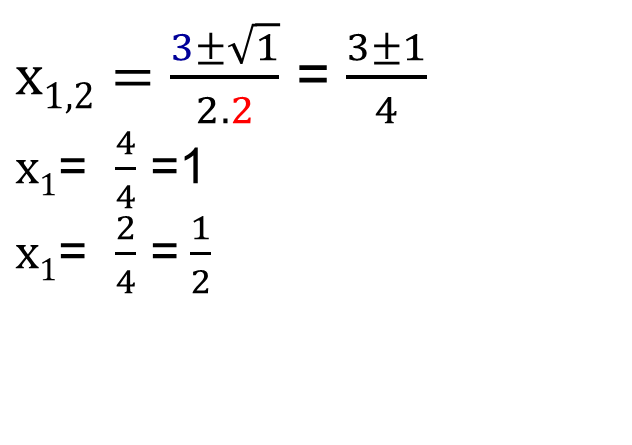 x₁,₂ = (3±√1)/(2.2) = (3±1)/4
x₁= 4/4 =1
x₁= 2/4 = 1/2